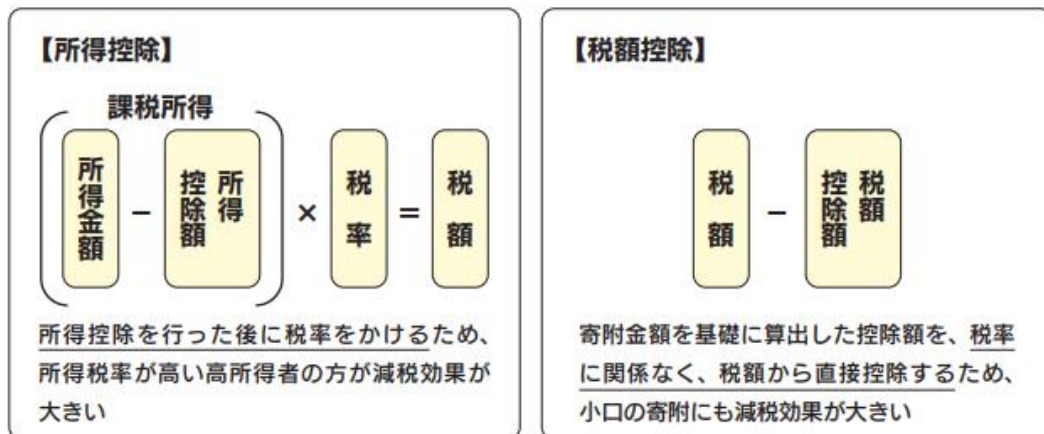 【所得控除】
課税所得
所得金額
−
所得
控除額
×
税率
=
税額
所得控除を行った後に税率をかけるため、
所得税率が高い高所得者の方が減税効果が
大きい
【税額控除】
税額
−
税額
控除額
寄附金額を基礎に算出した控除額を、税率
に関係なく、税額から直接控除するため、
小口の寄附にも減税効果が大きい